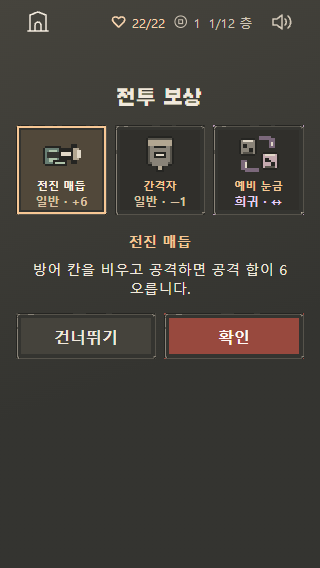 22/22 1 1/12 층
전투 보상
전진 매듭 간격자 예비 눈금
일반 · +6 일반 · −1 희귀 · ↔
전진 매듭
방어 칸을 비우고 공격하면 공격 합이 6
오릅니다.
건너뛰기 확인